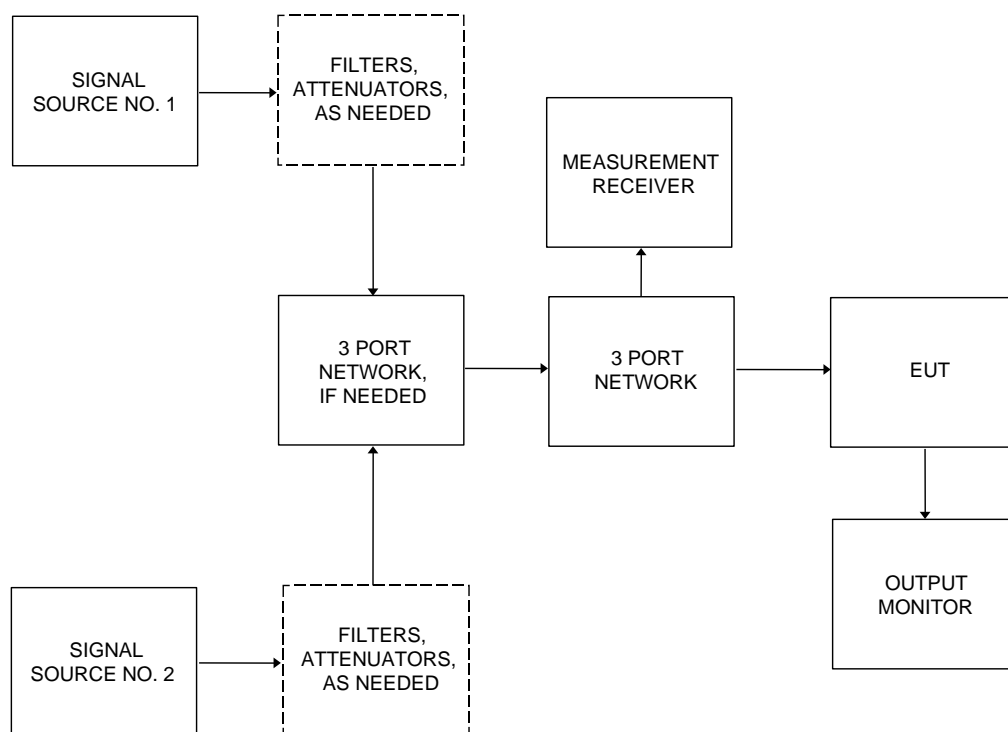 SIGNAL
SOURCE NO. 1
FILTERS,
ATTENUATORS,
AS NEEDED
MEASUREMENT
RECEIVER
3 PORT
NETWORK,
IF NEEDED
3 PORT
NETWORK
EUT
SIGNAL
SOURCE NO. 2
FILTERS,
ATTENUATORS,
AS NEEDED
OUTPUT
MONITOR